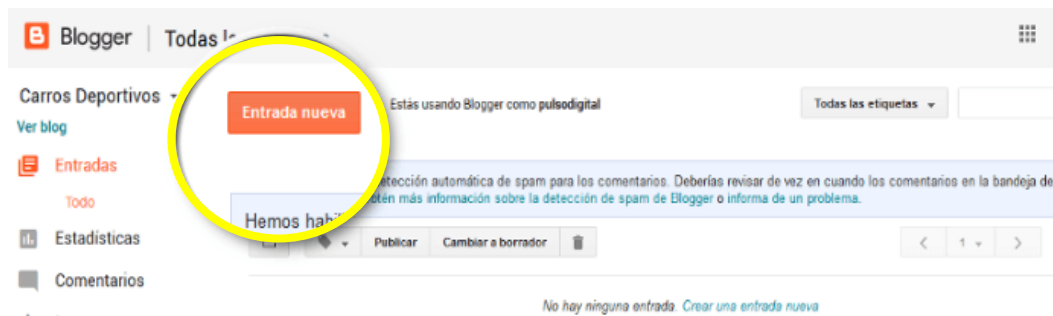 Blogger | Todas la
Carros Deportivos
Ver blog
Entrada nueva
Estás usando Blogger como pulsodigital
Todas las etiquetas
Entradas
Todo
Estadísticas
Comentarios
etección automática de spam para los comentarios. Deberías revisar de vez en cuando los comentarios en la bandeja de
tén más información sobre la detección de spam de Blogger o informa de un problema.
Hemos habil
Publicar
Cambiar a borrador
1
No hay ninguna entrada. Crear una entrada nueva